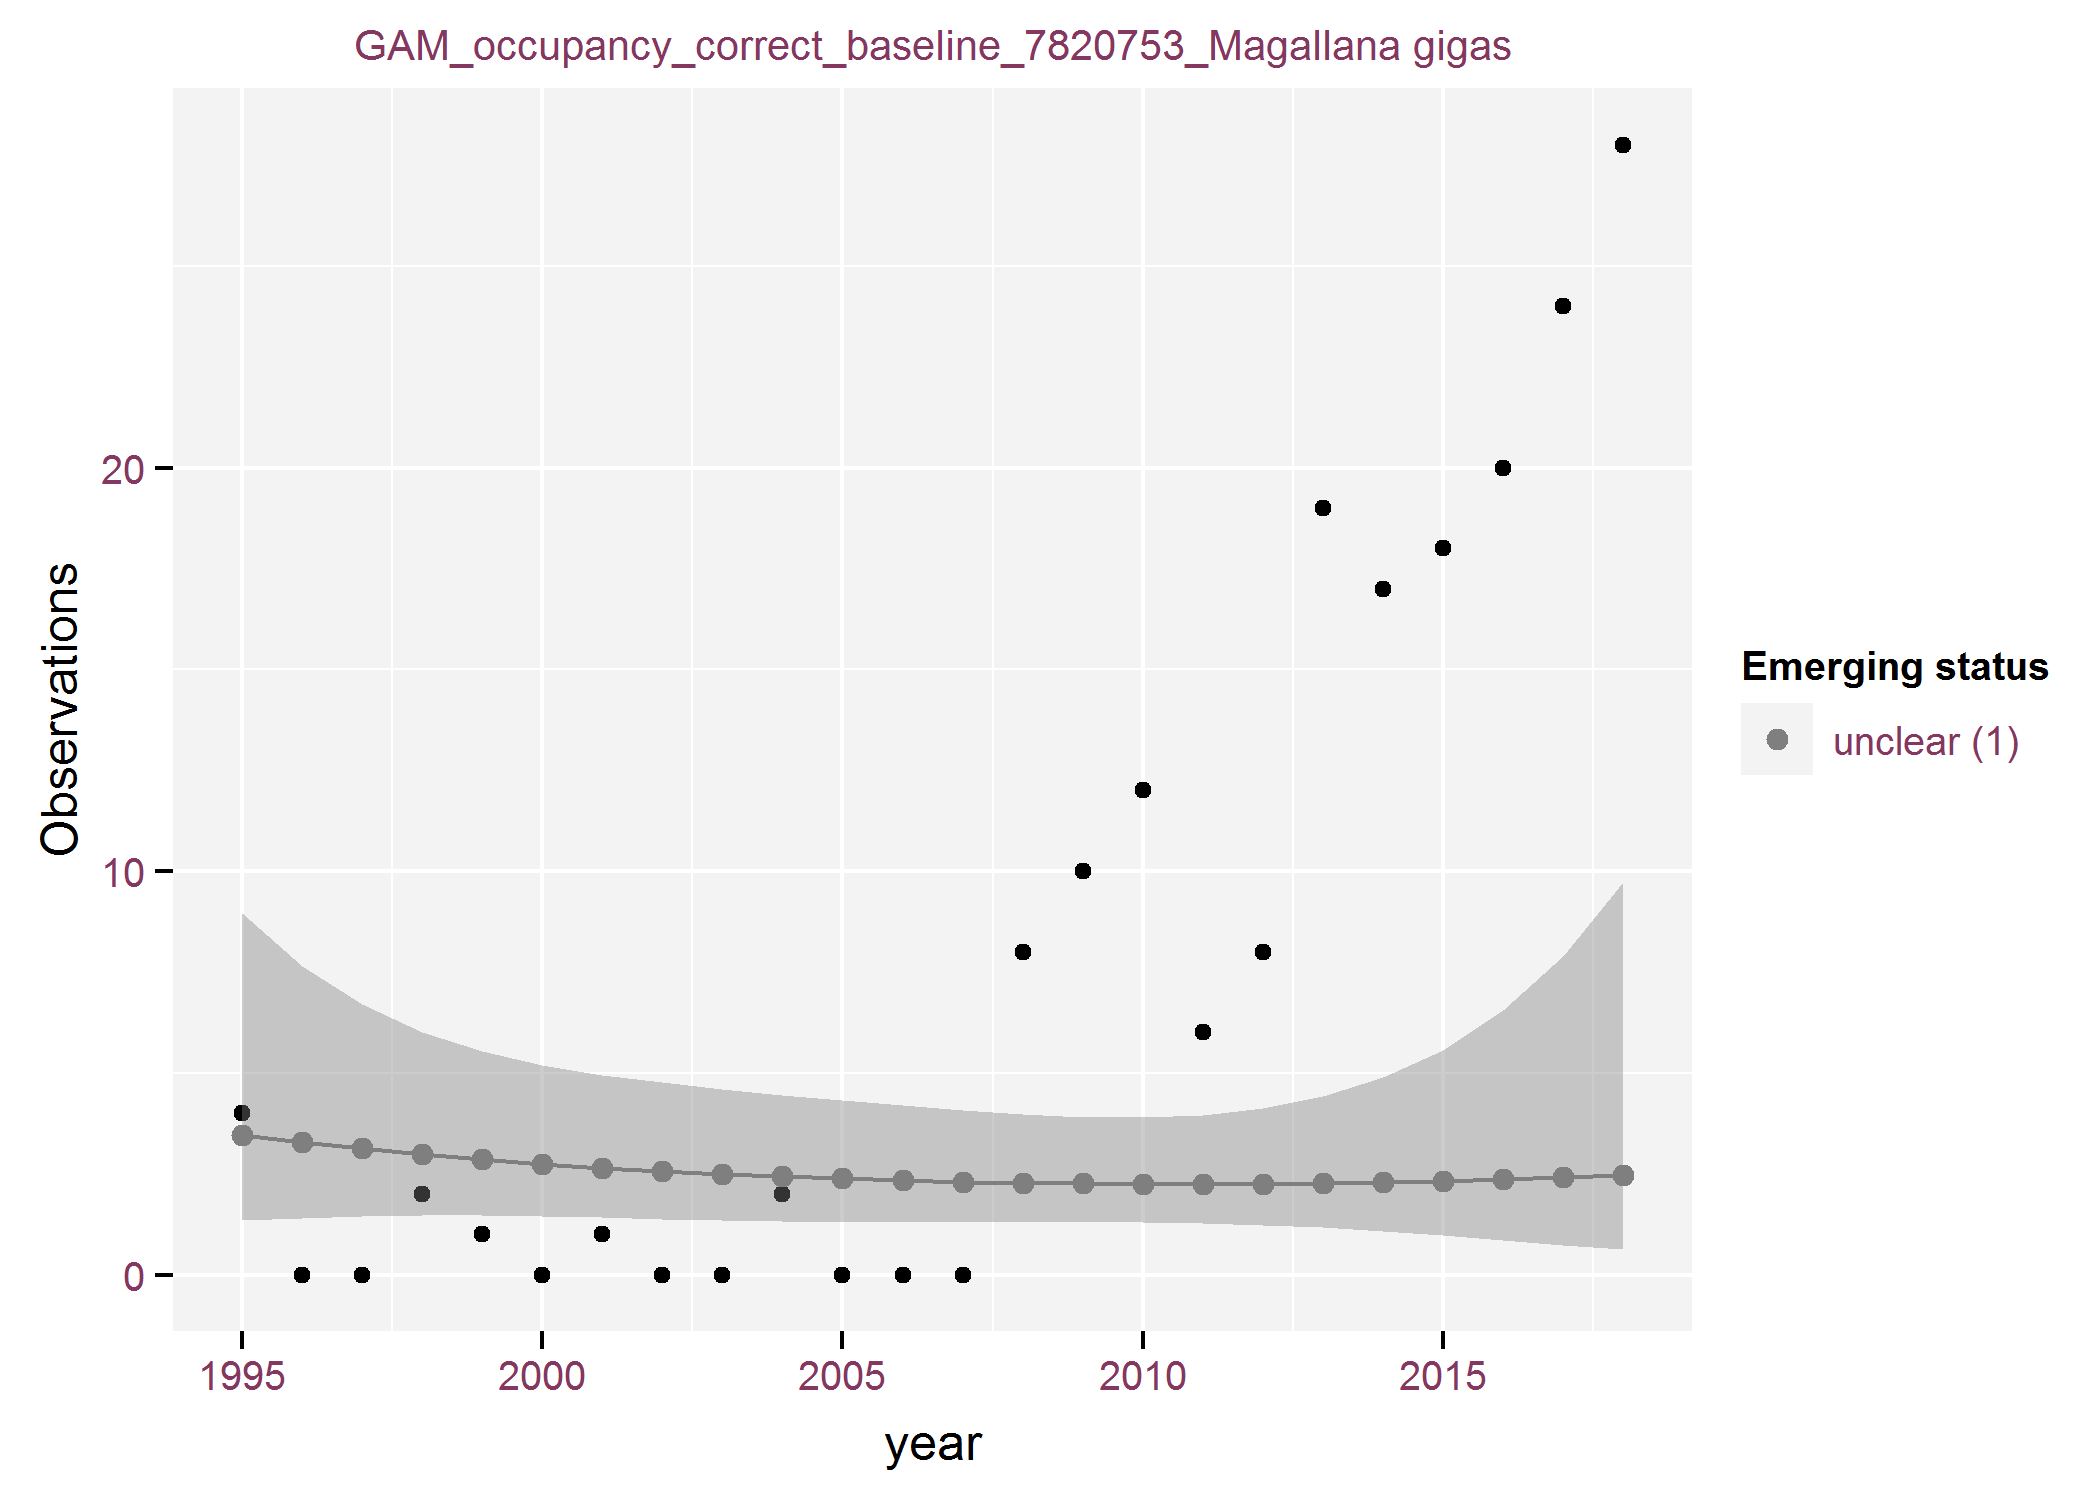 GAM_occupancy_correct_baseline_7820753_Magallana gigas
Observations
20
10
0
1995 2000 2005 2010 2015
year
Emerging status
unclear (1)